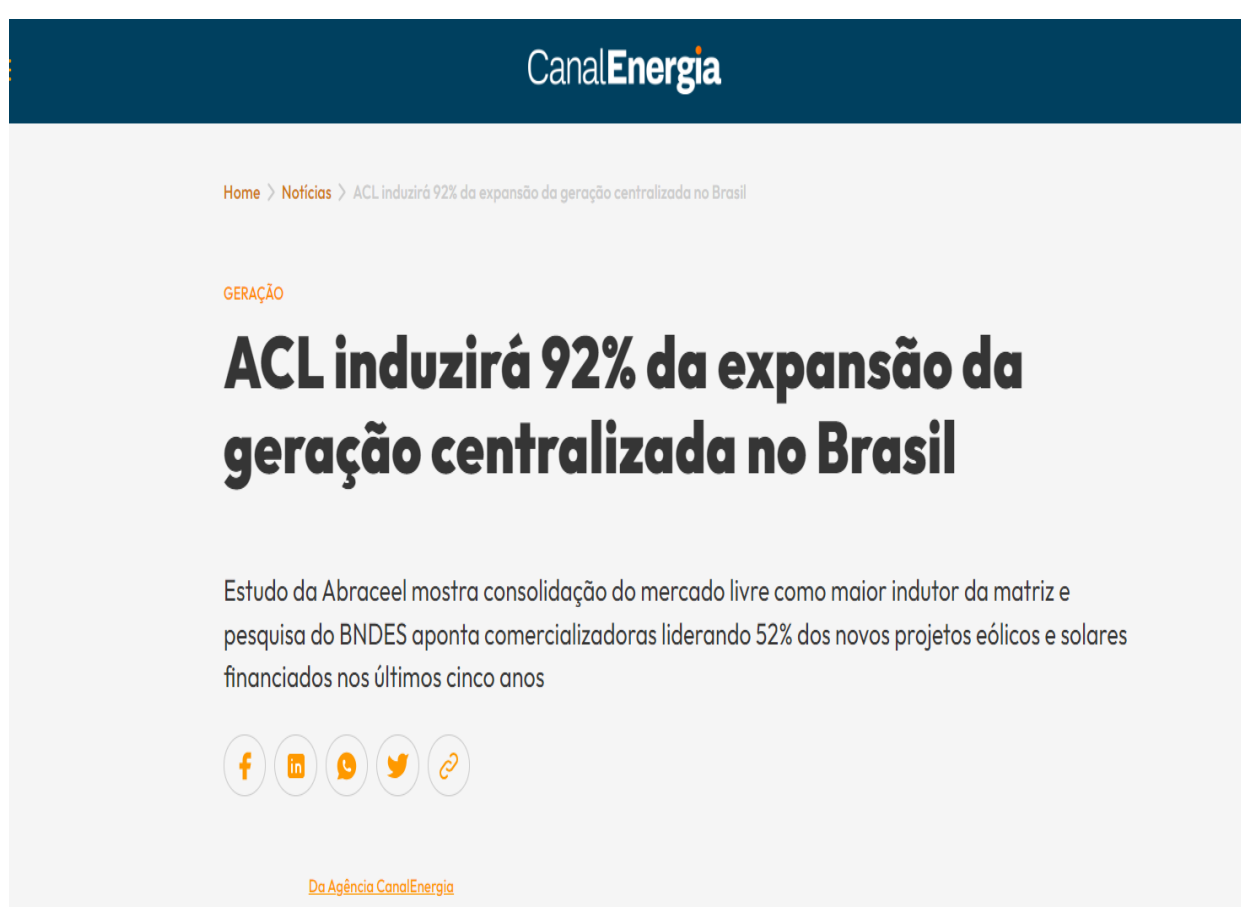 CanalEnergia
Home > Notícias > ACL induzirá 92% da expansão da geração centralizada no Brasil
GERAÇÃO
ACL induzirá 92% da expansão da
geração centralizada no Brasil
Estudo da Abraceel mostra consolidação do mercado livre como maior indutor da matriz e
pesquisa do BNDES aponta comercializadoras liderando 52% dos novos projetos eólicos e solares
financiados nos últimos cinco anos
Da Agência CanalEnergia